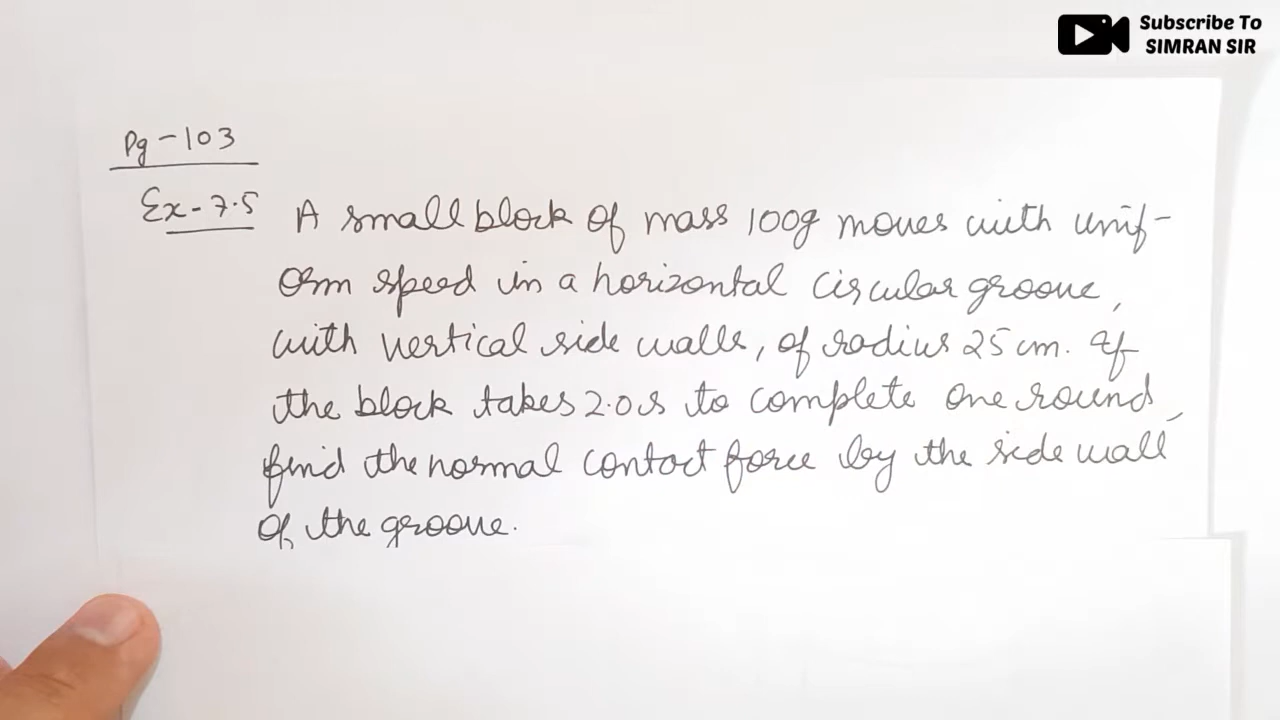 Subscribe To
SIMRAN SIR
Pg-103
Ex-7.5 A small block of mass 100g moves with unif-
orm speed in a horizontal circular groove,
with vertical side walls, of radius 25 cm. If
the block takes 2.0s to complete one round,
find the normal contact force by the side wall
of the groove.